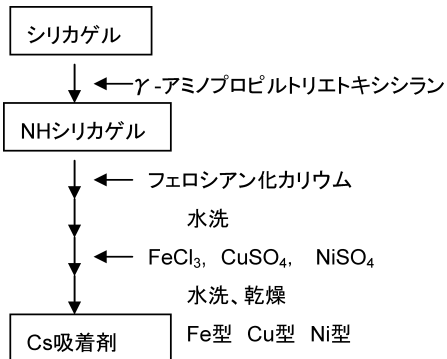 シリカゲル
γ-アミノプロピルトリエトキシシラン
NHシリカゲル
フェロシアン化カリウム
水洗
FeCl₃, CuSO₄, NiSO₄
水洗、乾燥
Cs吸着剤
Fe型 Cu型 Ni型